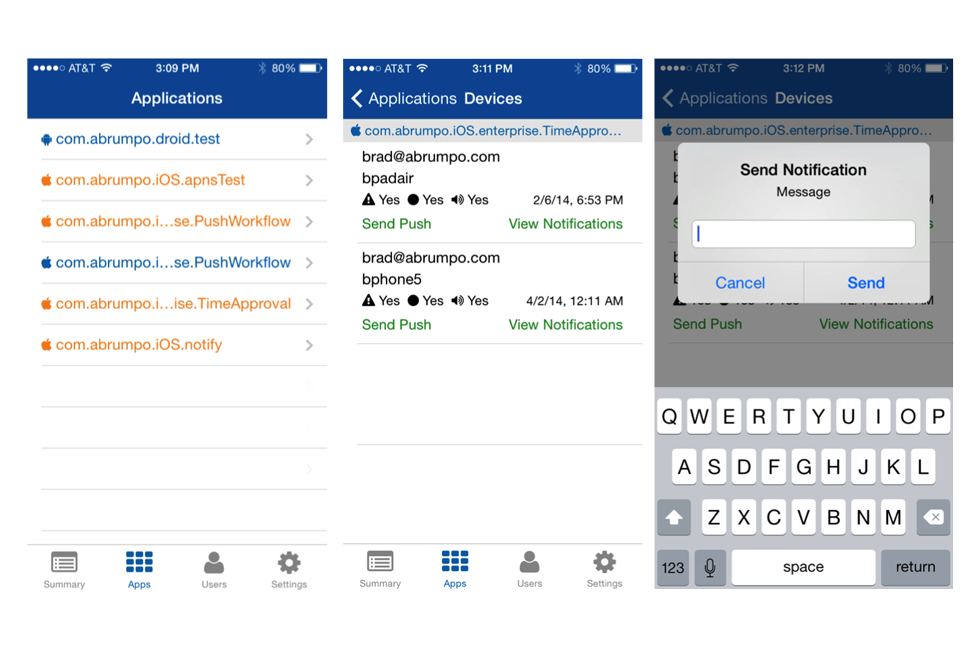 AT&T 3:09 PM 80%
Applications
com.abrumpo.droid.test
com.abrumpo.iOS.apnsTest
com.abrumpo.i...se.PushWorkflow
com.abrumpo.i...se.PushWorkflow
com.abrumpo.i...ise.TimeApproval
com.abrumpo.iOS.notify
Summary Apps Users Settings
AT&T 3:11 PM 80%
Applications Devices
com.abrumpo.iOS.enterprise.TimeAppro...
brad@abrumpo.com
bpadair
Yes Yes Yes 2/6/14, 6:53 PM
Send Push View Notifications
brad@abrumpo.com
bphone5
Yes Yes Yes 4/2/14, 12:11 AM
Send Push View Notifications
Summary Apps Users Settings
AT&T 3:12 PM 80%
Applications Devices
com.abrumpo.iOS.enterprise.TimeAppro...
Send Notification
Message
Cancel Send
Send Push View Notifications
Q W E R T Y U I O P
A S D F G H J K L
Z X C V B N M
123 space return